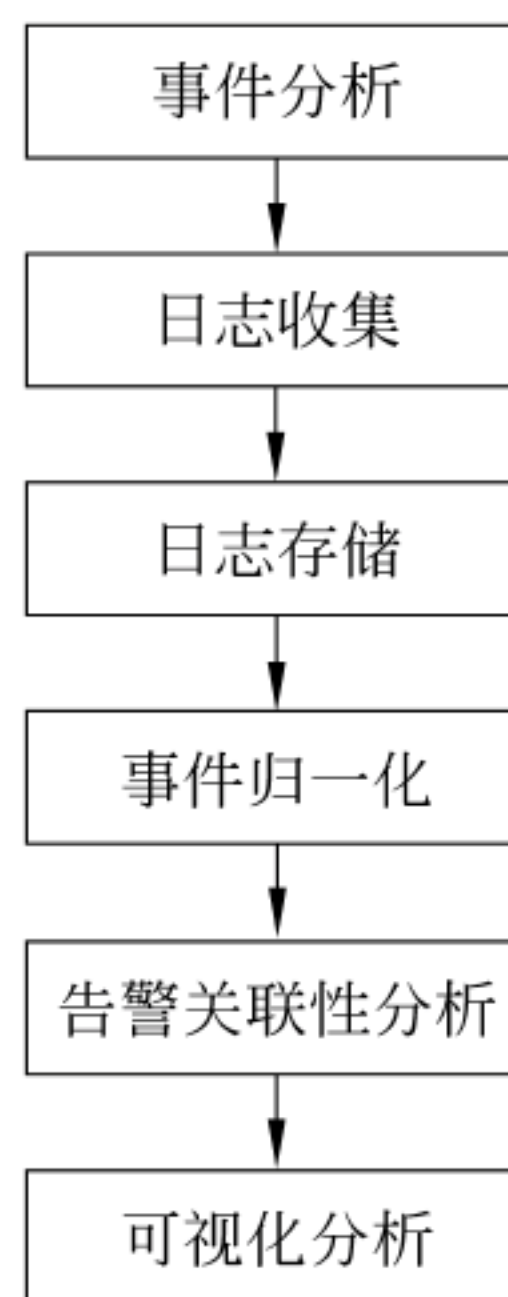 事件分析
日志收集
日志存储
事件归一化
告警关联性分析
可视化分析